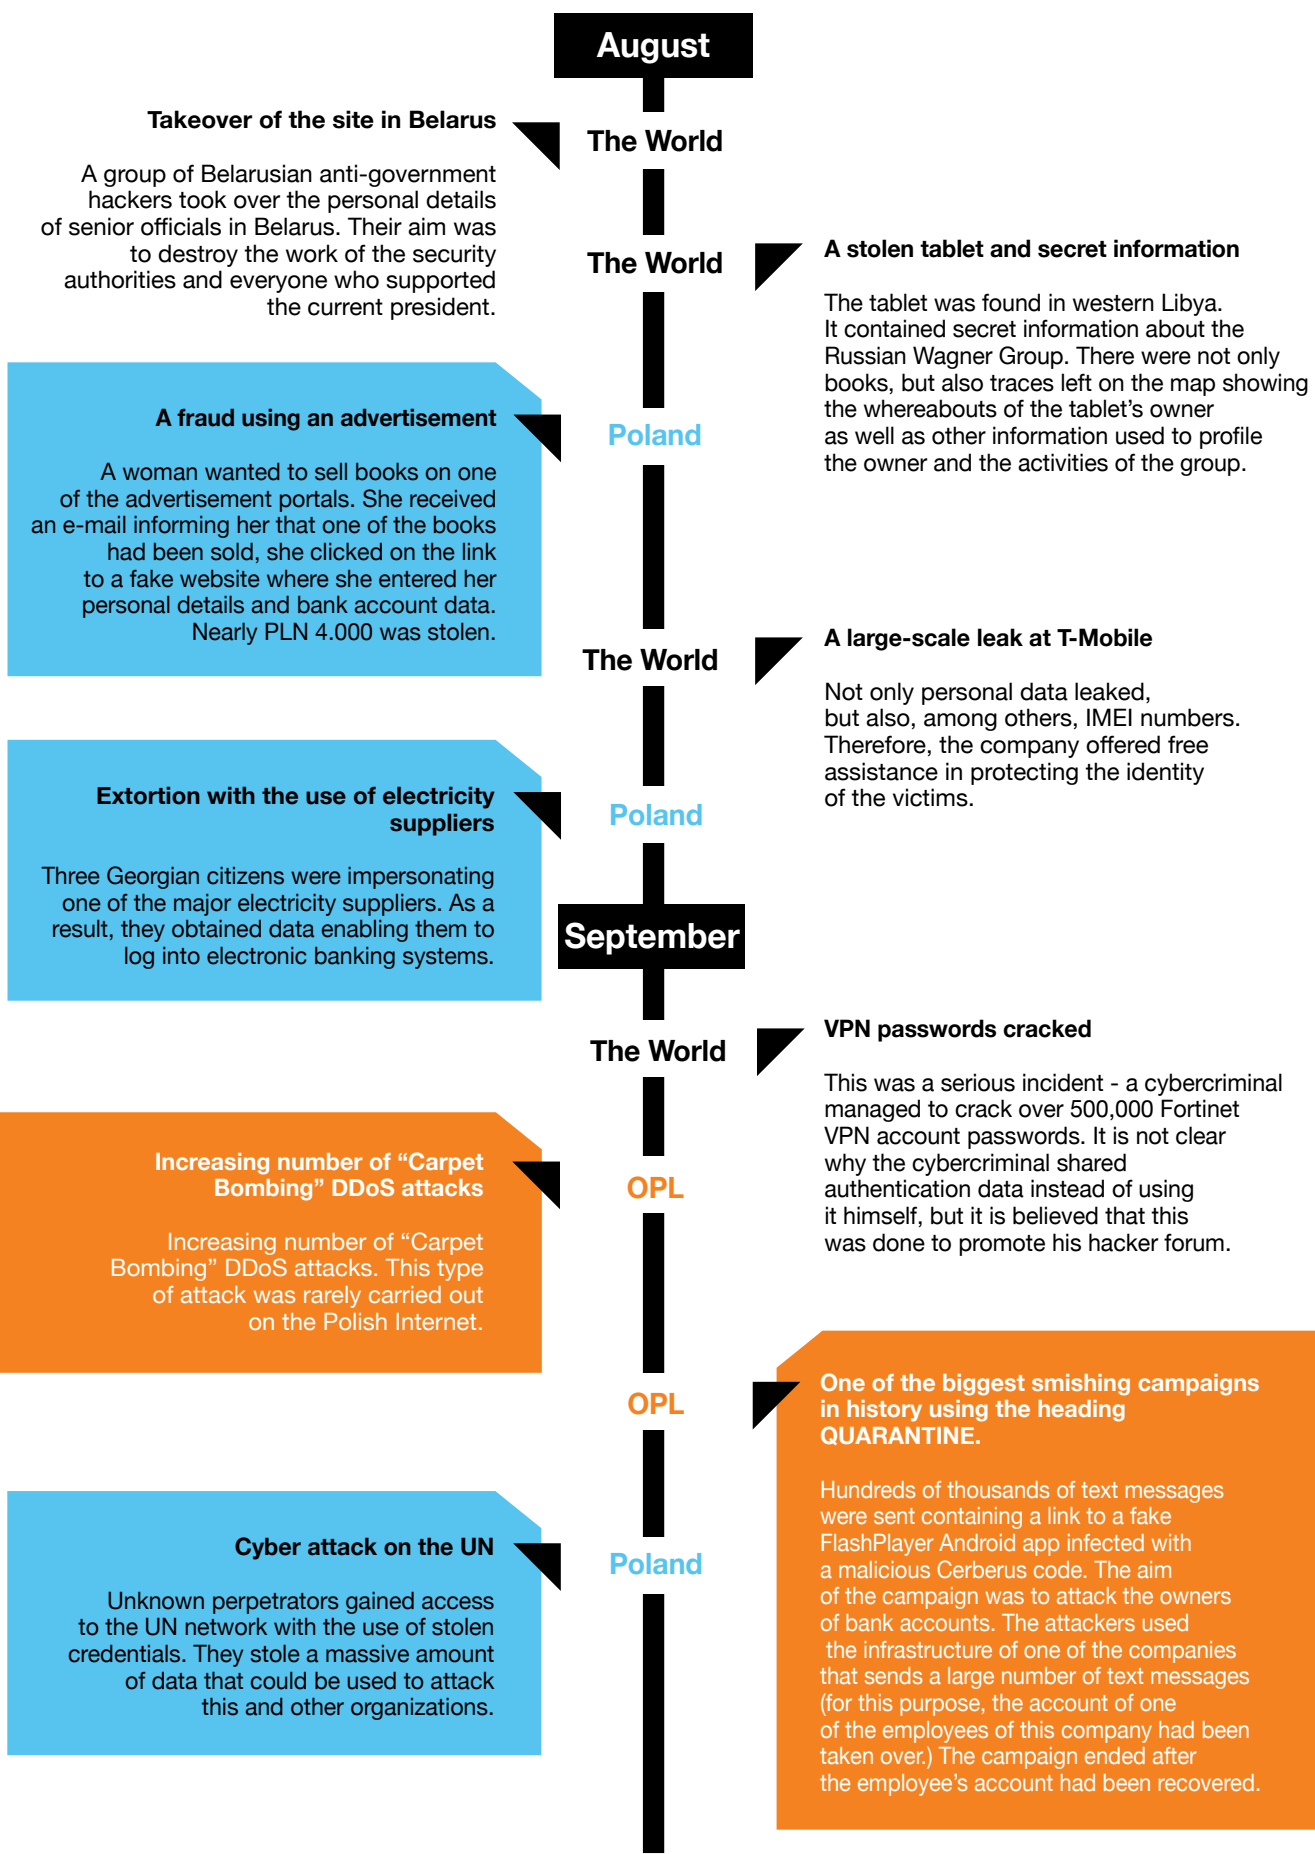 August
Takeover of the site in Belarus
The World
A group of Belarusian anti-government
hackers took over the personal details
of senior officials in Belarus. Their aim was
to destroy the work of the security
authorities and everyone who supported
the current president.
The World
A stolen tablet and secret information
The tablet was found in western Libya.
It contained secret information about the
Russian Wagner Group. There were not only
books, but also traces left on the map showing
the whereabouts of the tablet's owner
as well as other information used to profile
the owner and the activities of the group.
A fraud using an advertisement
Poland
A woman wanted to sell books on one
of the advertisement portals. She received
an e-mail informing her that one of the books
had been sold, she clicked on the link
to a fake website where she entered her
personal details and bank account data.
Nearly PLN 4.000 was stolen.
The World
A large-scale leak at T-Mobile
Not only personal data leaked,
but also, among others, IMEI numbers.
Therefore, the company offered free
assistance in protecting the identity
of the victims.
Extortion with the use of electricity
suppliers
Poland
Three Georgian citizens were impersonating
one of the major electricity suppliers. As a
result, they obtained data enabling them to
log into electronic banking systems.
September
The World
VPN passwords cracked
This was a serious incident - a cybercriminal
managed to crack over 500,000 Fortinet
VPN account passwords. It is not clear
why the cybercriminal shared
authentication data instead of using
it himself, but it is believed that this
was done to promote his hacker forum.
Increasing number of “Carpet
Bombing” DDoS attacks
OPL
Increasing number of “Carpet
Bombing” DDoS attacks. This type
of attack was rarely carried out
on the Polish Internet.
OPL
One of the biggest smishing campaigns
in history using the heading
QUARANTINE.
Hundreds of thousands of text messages
were sent containing a link to a fake
FlashPlayer Android app infected with
a malicious Cerberus code. The aim
of the campaign was to attack the owners
of bank accounts. The attackers used
the infrastructure of one of the companies
that sends a large number of text messages
(for this purpose, the account of one
of the employees of this company had been
taken over.) The campaign ended after
the employee's account had been recovered.
Cyber attack on the UN
Poland
Unknown perpetrators gained access
to the UN network with the use of stolen
credentials. They stole a massive amount
of data that could be used to attack
this and other organizations.